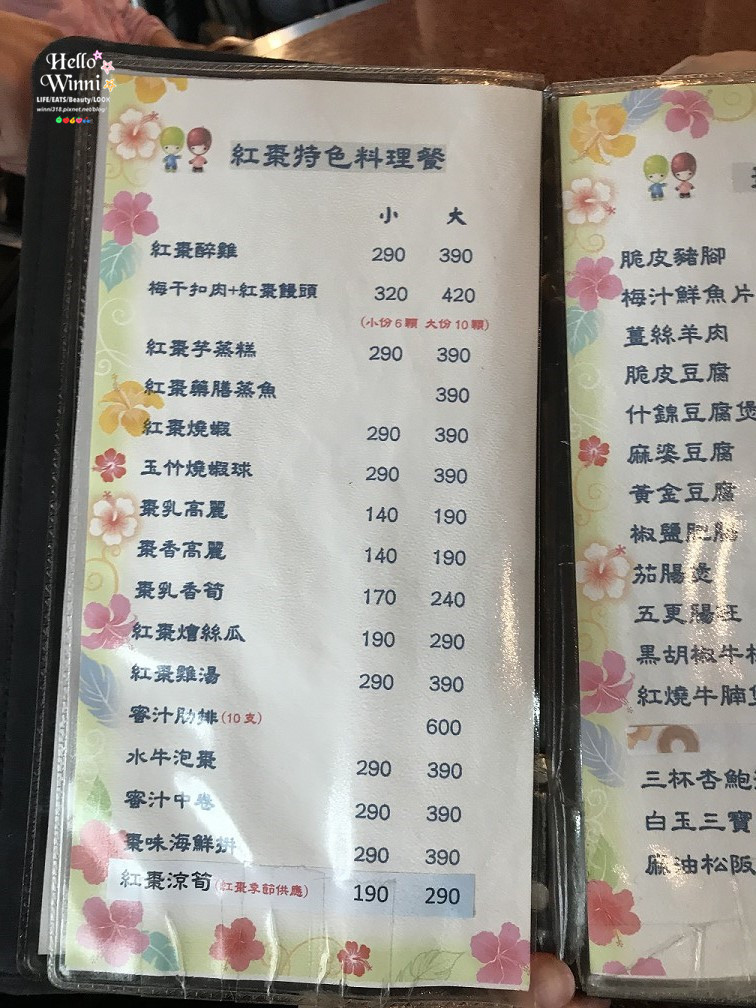 Hello
Winni
LIFE/EATS/Beauty/LOOK
winni318.pixnet.net/blog
紅棗特色料理餐
小 大
紅棗醉雞 290 390
梅干扣肉+紅棗饅頭 320 420
(小份6顆 大份10顆)
紅棗芋蒸糕 290 390
紅棗藥膳蒸魚 390
紅棗燒蝦 290 390
玉竹燒蝦球 290 390
棗乳高麗 140 190
棗香高麗 140 190
棗乳香筍 170 240
紅棗燴絲瓜 190 290
紅棗雞湯 290 390
蜜汁肋排(10支) 600
水牛泡棗 290 390
蜜汁中卷 290 390
棗味海鮮拼 290 390
紅棗涼筍(紅棗季節供應) 190 290
脆皮豬腳
梅汁鮮魚片
薑絲羊肉
脆皮豆腐
什錦豆腐煲
麻婆豆腐
黃金豆腐
椒鹽肥腸
茄腸煲
五更腸旺
黑胡椒牛
紅燒牛腩煲
三杯杏鮑
白玉三寶
麻油松阪